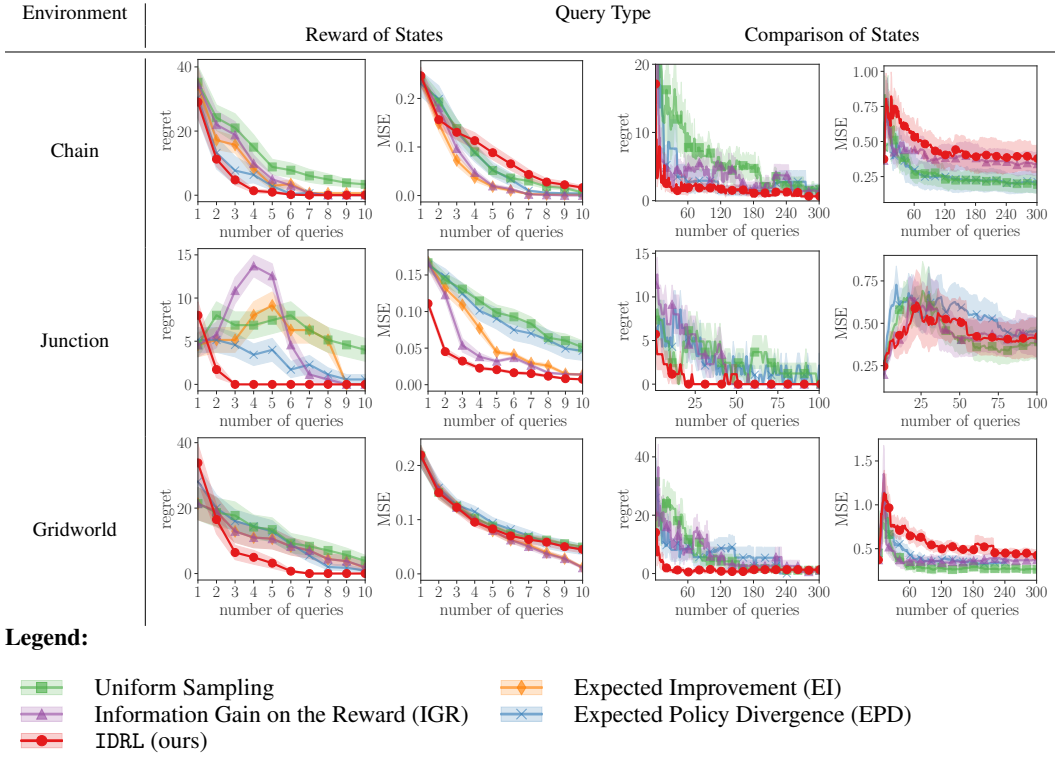 Environment
Query Type
Reward of States
Comparison of States
Chain
regret
40
20
0
1 2 3 4 5 6 7 8 9 10
number of queries
MSE
0.2
0.1
0.0
1 2 3 4 5 6 7 8 9 10
number of queries
regret
20
10
0
60 120 180 240 300
number of queries
MSE
1.00
0.75
0.50
0.25
60 120 180 240 300
number of queries
Junction
regret
15
10
5
0
1 2 3 4 5 6 7 8 9 10
number of queries
MSE
0.15
0.10
0.05
0.00
1 2 3 4 5 6 7 8 9 10
number of queries
regret
15
10
5
0
25 50 75 100
number of queries
MSE
0.75
0.50
0.25
25 50 75 100
number of queries
Gridworld
regret
40
20
0
1 2 3 4 5 6 7 8 9 10
number of queries
MSE
0.2
0.1
0.0
1 2 3 4 5 6 7 8 9 10
number of queries
regret
40
20
0
60 120 180 240 300
number of queries
MSE
1.5
1.0
0.5
60 120 180 240 300
number of queries
Legend:
Uniform Sampling
Expected Improvement (EI)
Information Gain on the Reward (IGR)
Expected Policy Divergence (EPD)
IDRL (ours)